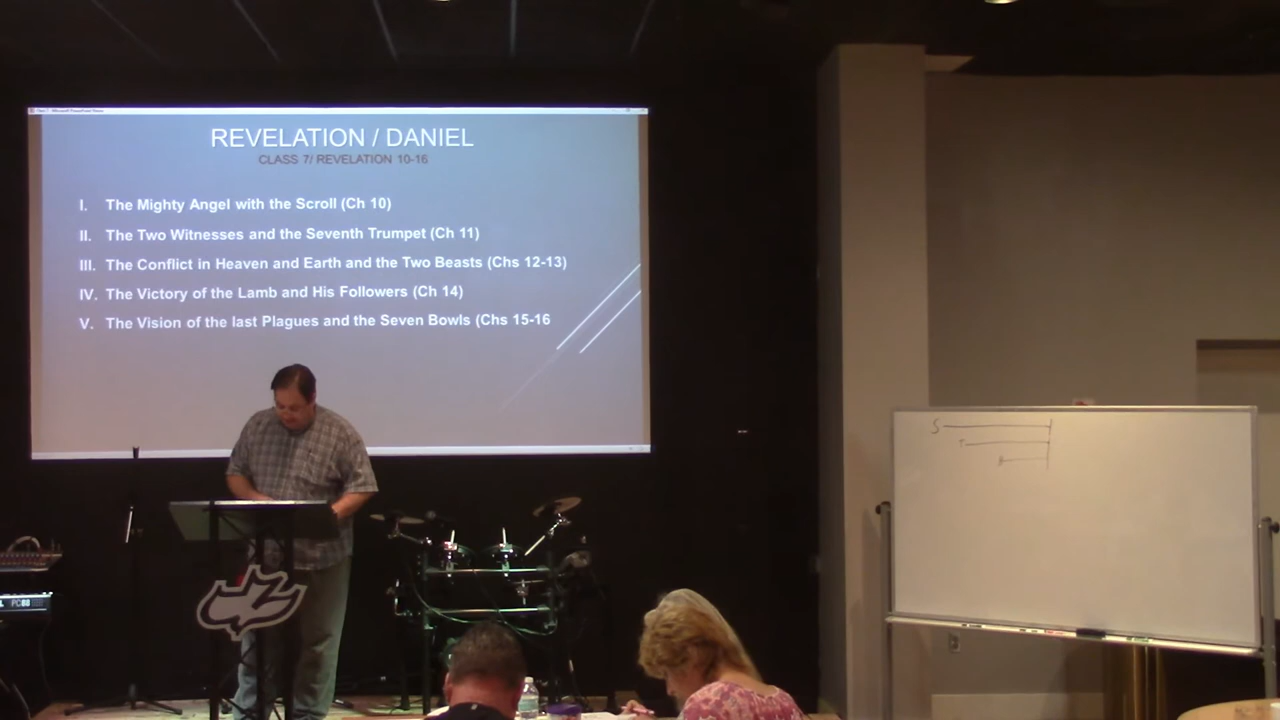 REVELATION / DANIEL
CLASS 7/ REVELATION 10-16
I. The Mighty Angel with the Scroll (Ch 10)
II. The Two Witnesses and the Seventh Trumpet (Ch 11)
III. The Conflict in Heaven and Earth and the Two Beasts (Chs 12-13)
IV. The Victory of the Lamb and His Followers (Ch 14)
V. The Vision of the last Plagues and the Seven Bowls (Chs 15-16
S
T
PC88